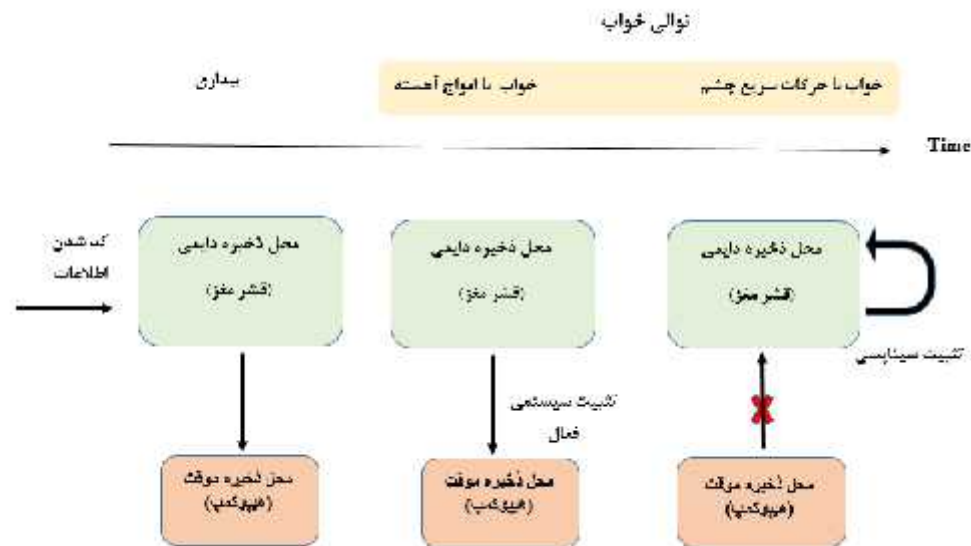 توالی خواب
بیداری
خواب با امواج آهسته
خواب با حرکات سریع چشم
Time
کد شدن
اطلاعات
محل ذخیره دایمی
(قشر مغز)
محل ذخیره دایمی
(قشر مغز)
محل ذخیره دایمی
(قشر مغز)
تثبیت سیناپسی
تثبیت سیستمی
فعال
محل ذخیره موقت
(هیپوکمپ)
محل ذخیره موقت
(هیپوکمپ)
محل ذخیره موقت
(هیپوکمپ)